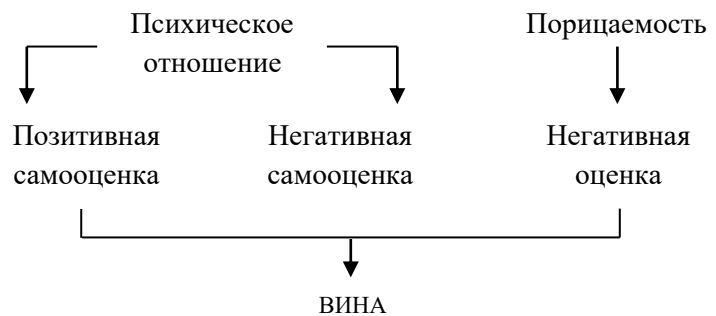 Психическое
отношение
Порицаемость
Позитивная
самооценка
Негативная
самооценка
Негативная
оценка
ВИНА